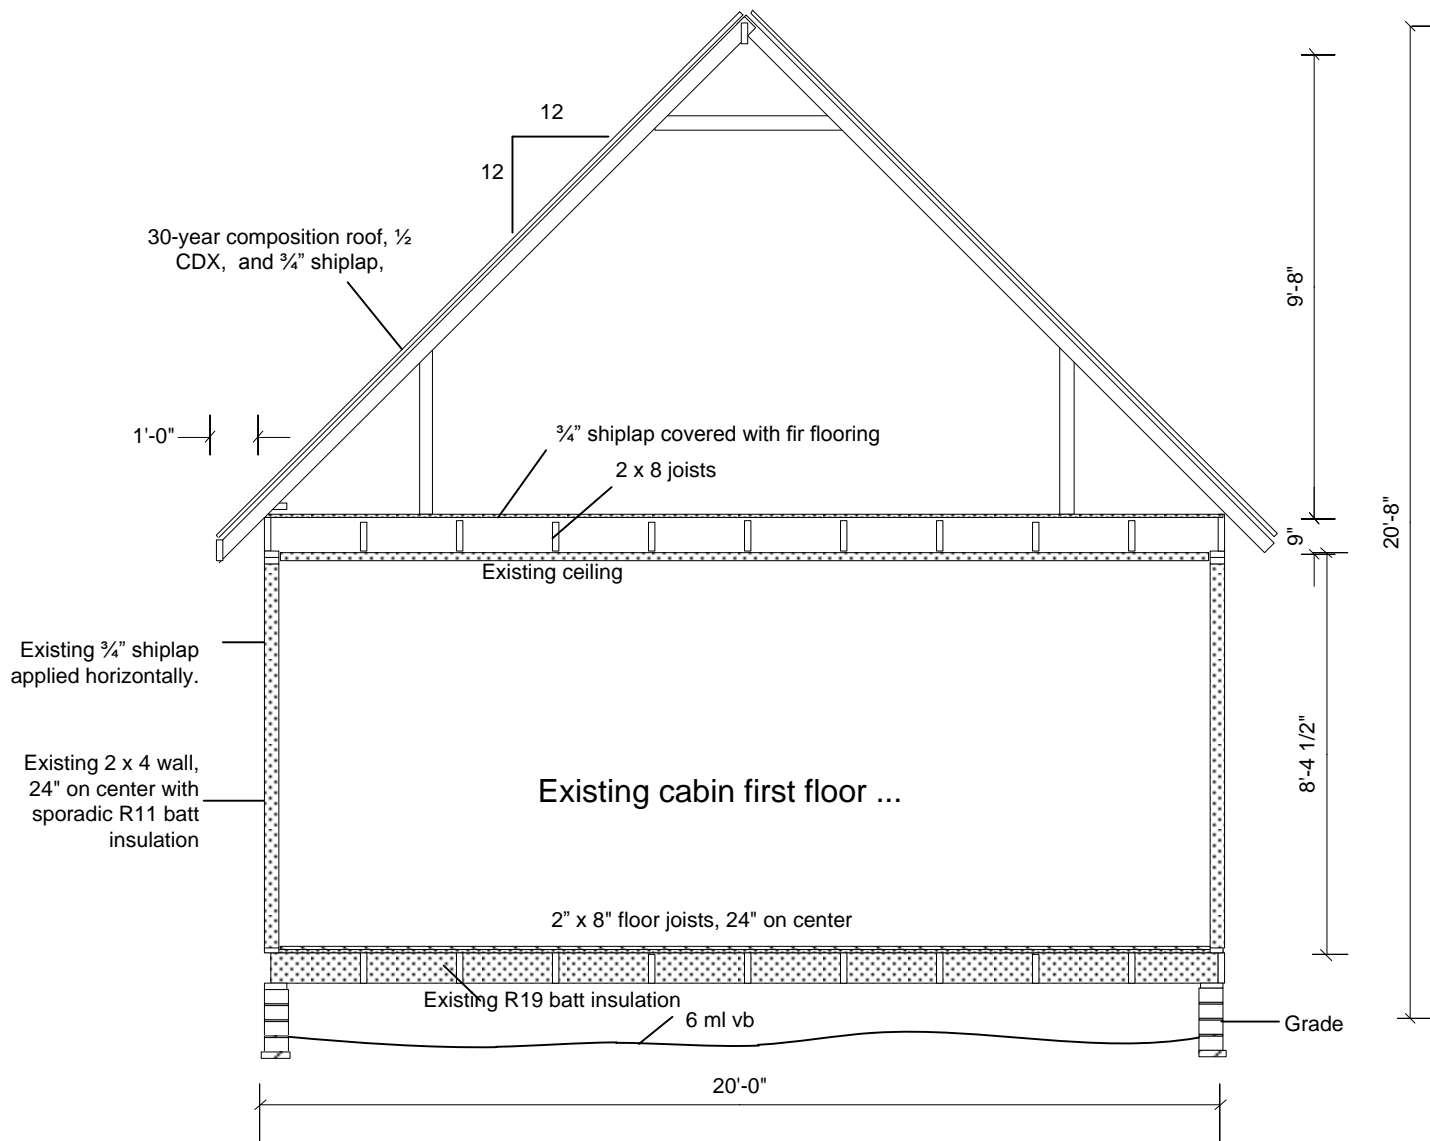 12
12
30-year composition roof, ½
CDX,  and ¾” shiplap,
9'-8"
1'-0"
¾” shiplap covered with fir flooring
2 x 8 joists
20'-8"
9"
Existing ceiling
Existing ¾” shiplap
applied horizontally.
Existing 2 x 4 wall,
24" on center with
sporadic R11 batt
insulation
8'-4 1/2"
Existing cabin first floor ...
2” x 8" floor joists, 24" on center
Existing R19 batt insulation
6 ml vb
Grade
20'-0"